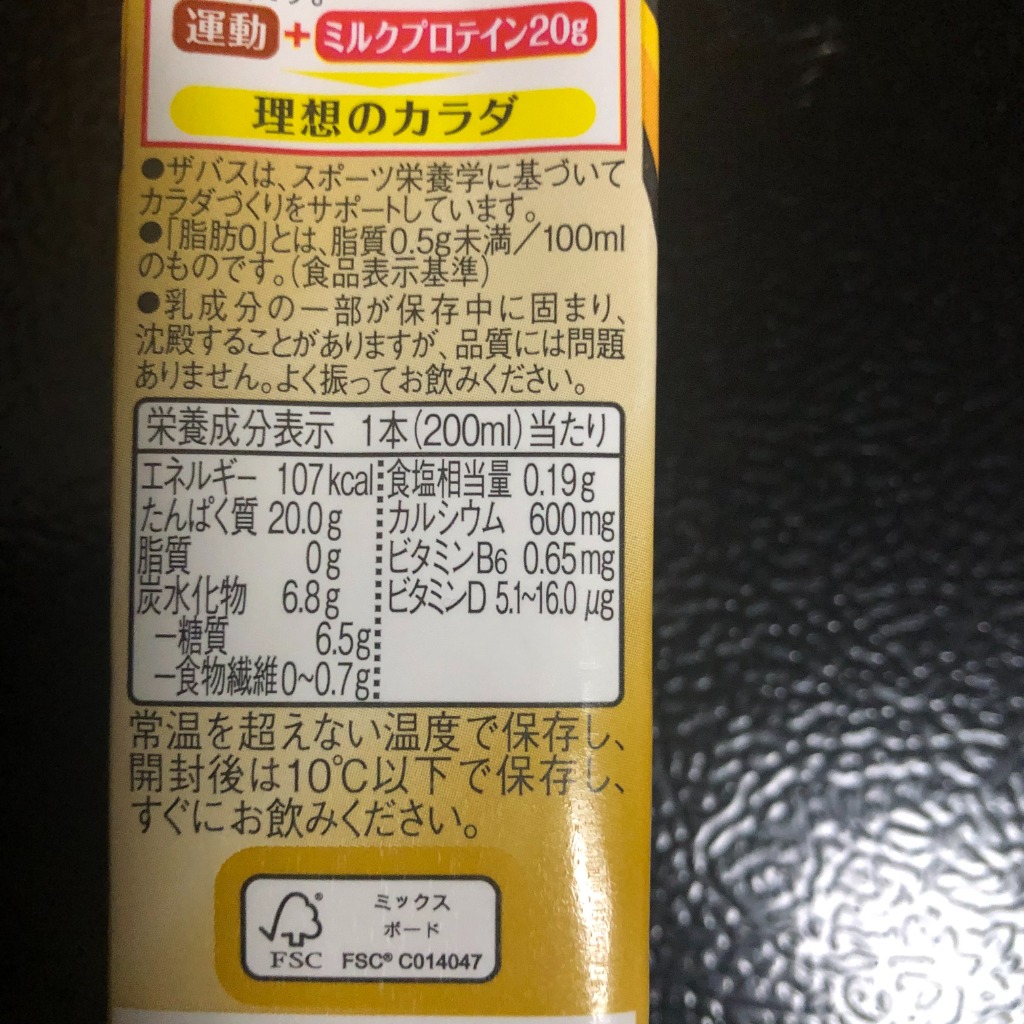 運動+ミルクプロテイン20g
理想のカラダ
●ザバスは、スポーツ栄養学に基づいて
カラダづくりをサポートしています。
●「脂肪0」とは、脂質0.5g未満／100ml
のものです。(食品表示基準)
●乳成分の一部が保存中に固まり、
沈殿することがありますが、品質には問題
ありません。よく振ってお飲みください。
栄養成分表示 1本(200ml)当たり
エネルギー 107kcal
たんぱく質 20.0g
脂質 0g
炭水化物 6.8g
－糖質 6.5g
－食物繊維 0~0.7g
食塩相当量 0.19g
カルシウム 600mg
ビタミンB6 0.65mg
ビタミンD 5.1~16.0μg
常温を超えない温度で保存し、
開封後は10℃以下で保存し、
すぐにお飲みください。
ミックス
ボード
FSC FSC® C014047